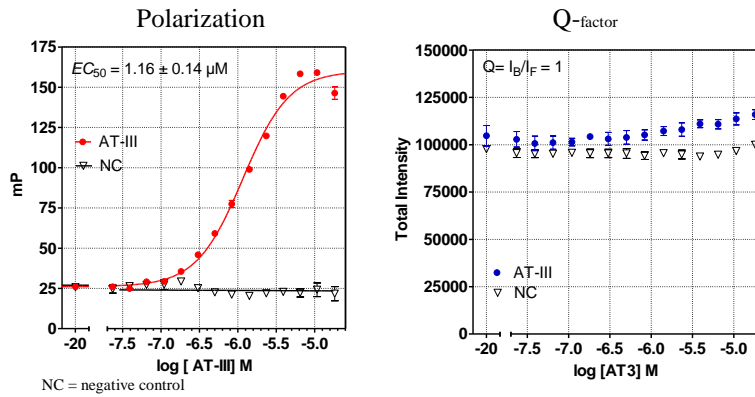 Polarization
175
150
125
100
75
50
25
0
mP
EC50 = 1.16 ± 0.14 µM
AT-III
NC
-20
-7.5
-7.0
-6.5
-6.0
-5.5
-5.0
log [ AT-III] M
NC = negative control
Q-factor
150000
125000
100000
75000
50000
25000
0
Total Intensity
Q= IB/IF = 1
AT-III
NC
-20
-7.5
-7.0
-6.5
-6.0
-5.5
-5.0
log [AT3] M